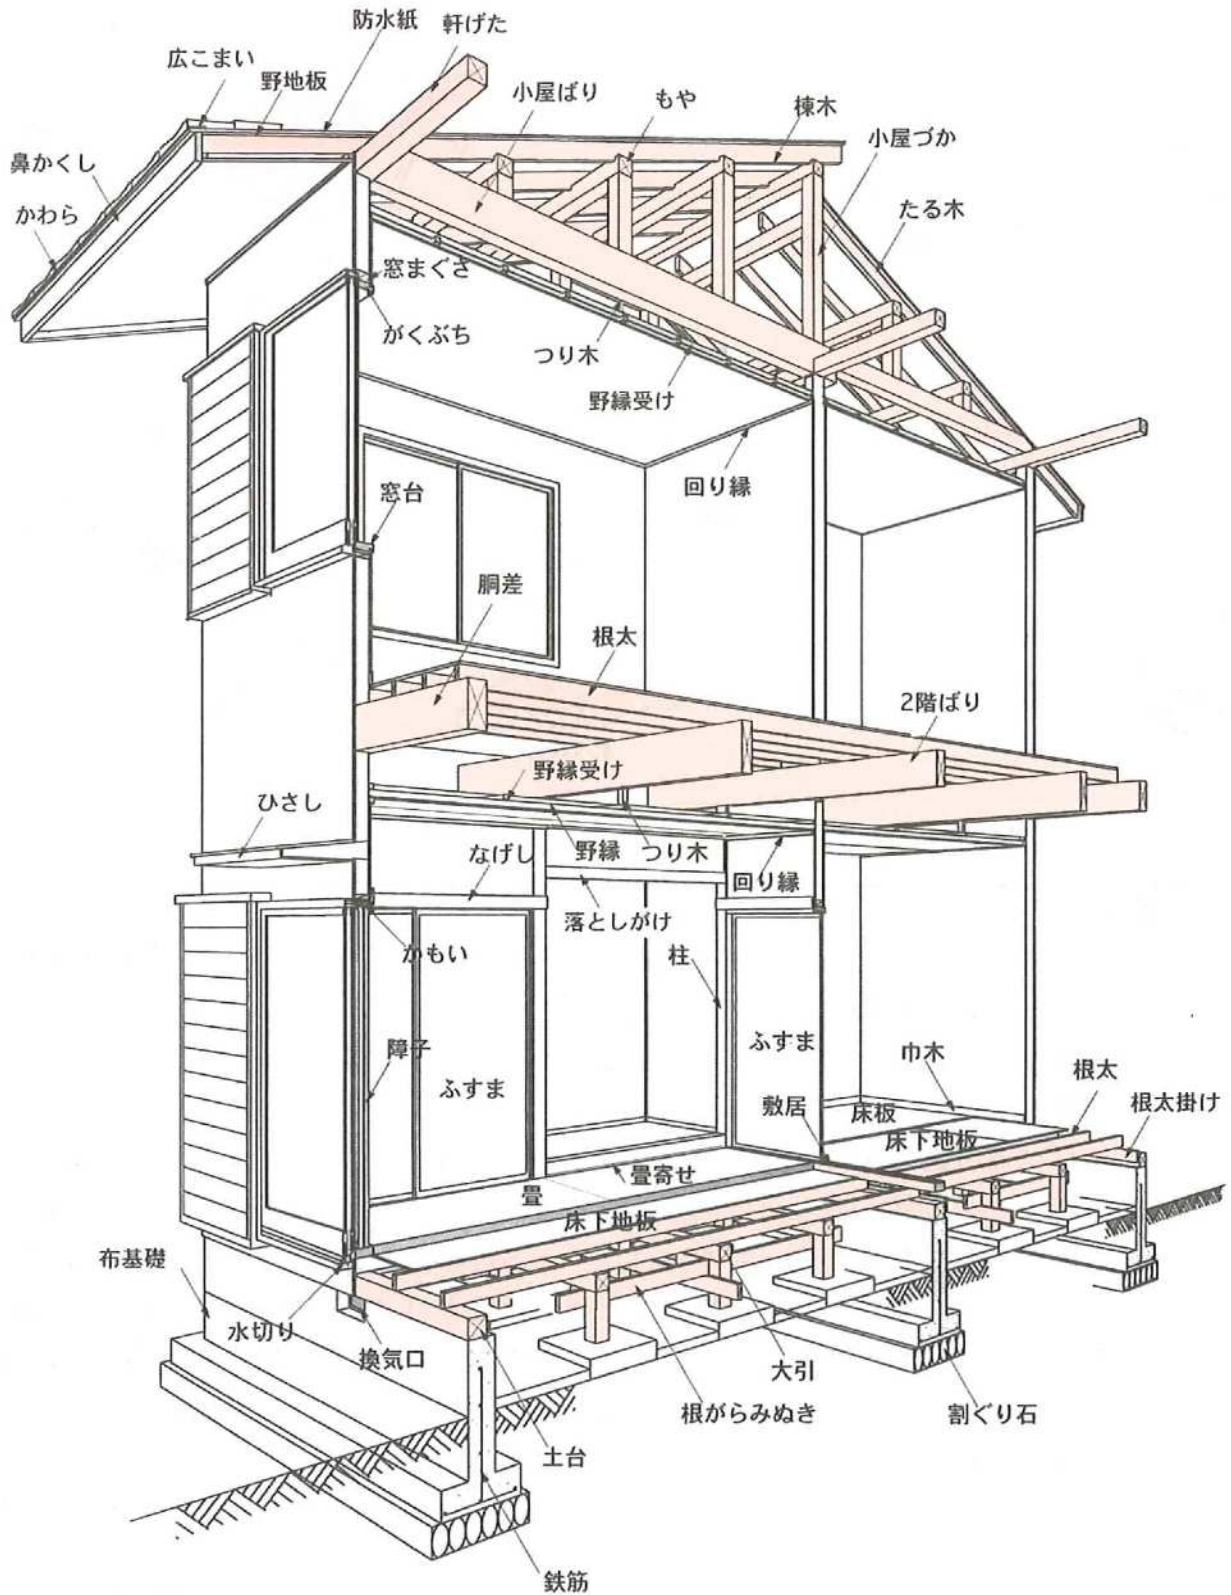 防水紙
軒げた
広こまい
野地板
小屋ばり
もや
棟木
小屋づか
鼻かくし
かわら
たる木
窓まぐさ
がくぶち
つり木
野縁受け
回り縁
窓台
胴差
根太
2階ばり
野縁受け
ひさし
なげし
野縁
つり木
回り縁
落としがけ
かもい
柱
障子
ふすま
ふすま
巾木
根太
敷居
床板
根太掛け
床下地板
畳寄せ
畳
床下地板
布基礎
水切り
換気口
大引
根がらみぬき
割ぐり石
土台
鉄筋